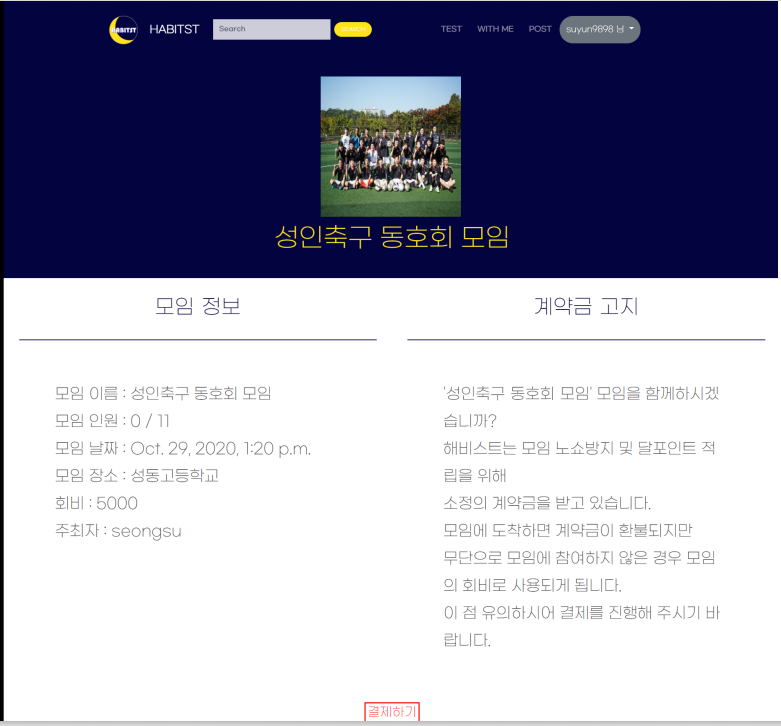 HABITST
HABITST
Search
SEARCH
TEST
WITH ME
POST
suyun9898 님
성인축구 동호회 모임
모임 정보
모임 이름 : 성인축구 동호회 모임
모임 인원 : 0 / 11
모임 날짜 : Oct. 29, 2020, 1:20 p.m.
모임 장소 : 성동고등학교
회비 : 5000
주최자 : seongsu
계약금 고지
'성인축구 동호회 모임' 모임을 함께하시겠
습니까?
해비스트는 모임 노쇼방지 및 달포인트 적
립을 위해
소정의 계약금을 받고 있습니다.
모임에 도착하면 계약금이 환불되지만
무단으로 모임에 참여하지 않은 경우 모임
의 회비로 사용되게 됩니다.
이 점 유의하시어 결제를 진행해 주시기 바
랍니다.
결제하기